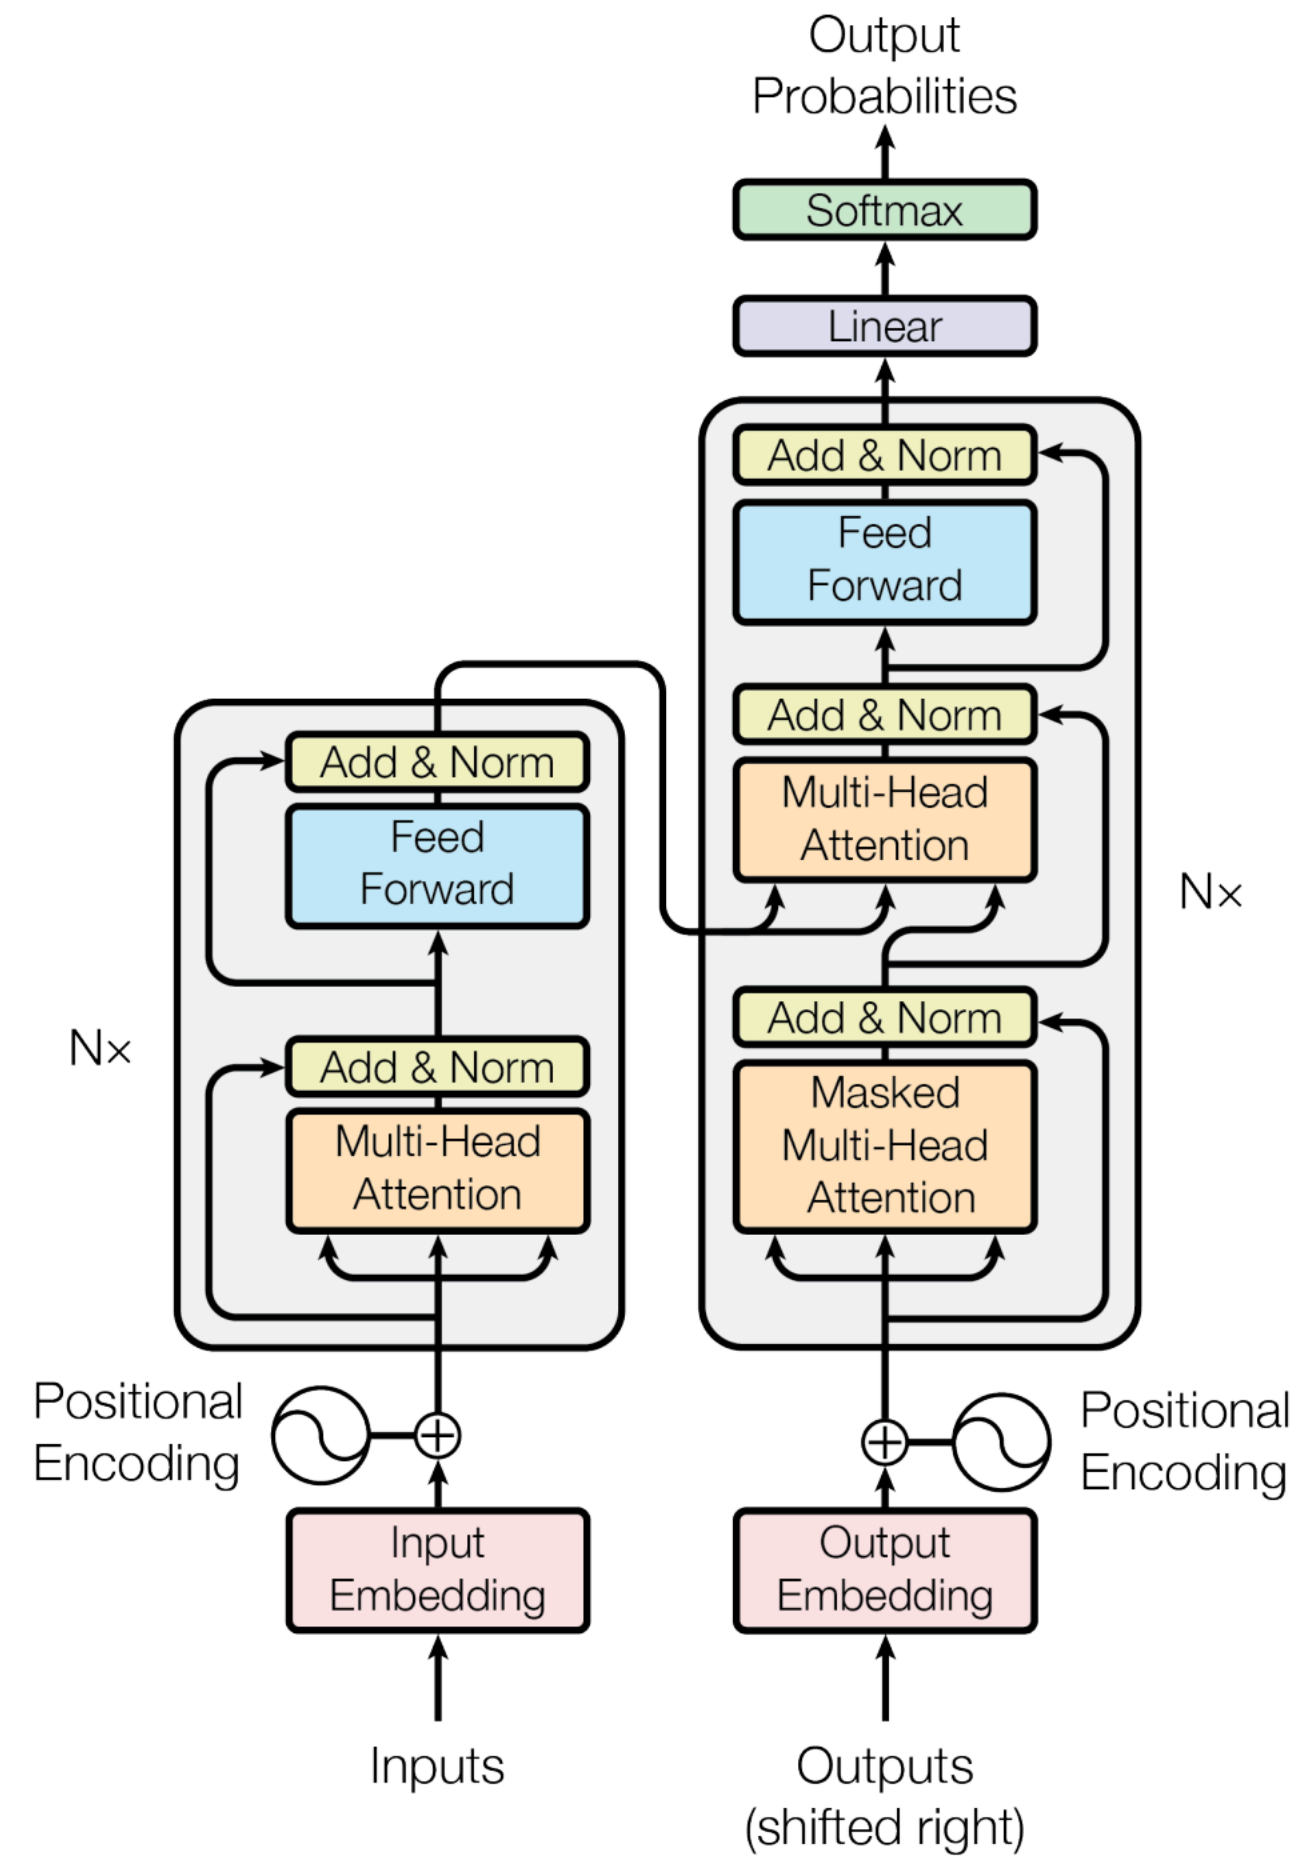 Output
Probabilities
Softmax
Linear
Add & Norm
Feed
Forward
Add & Norm
Multi-Head
Attention
Add & Norm
Masked
Multi-Head
Attention
N×
Positional
Encoding
Output
Embedding
Outputs
(shifted right)
Add & Norm
Feed
Forward
Add & Norm
Multi-Head
Attention
N×
Positional
Encoding
Input
Embedding
Inputs